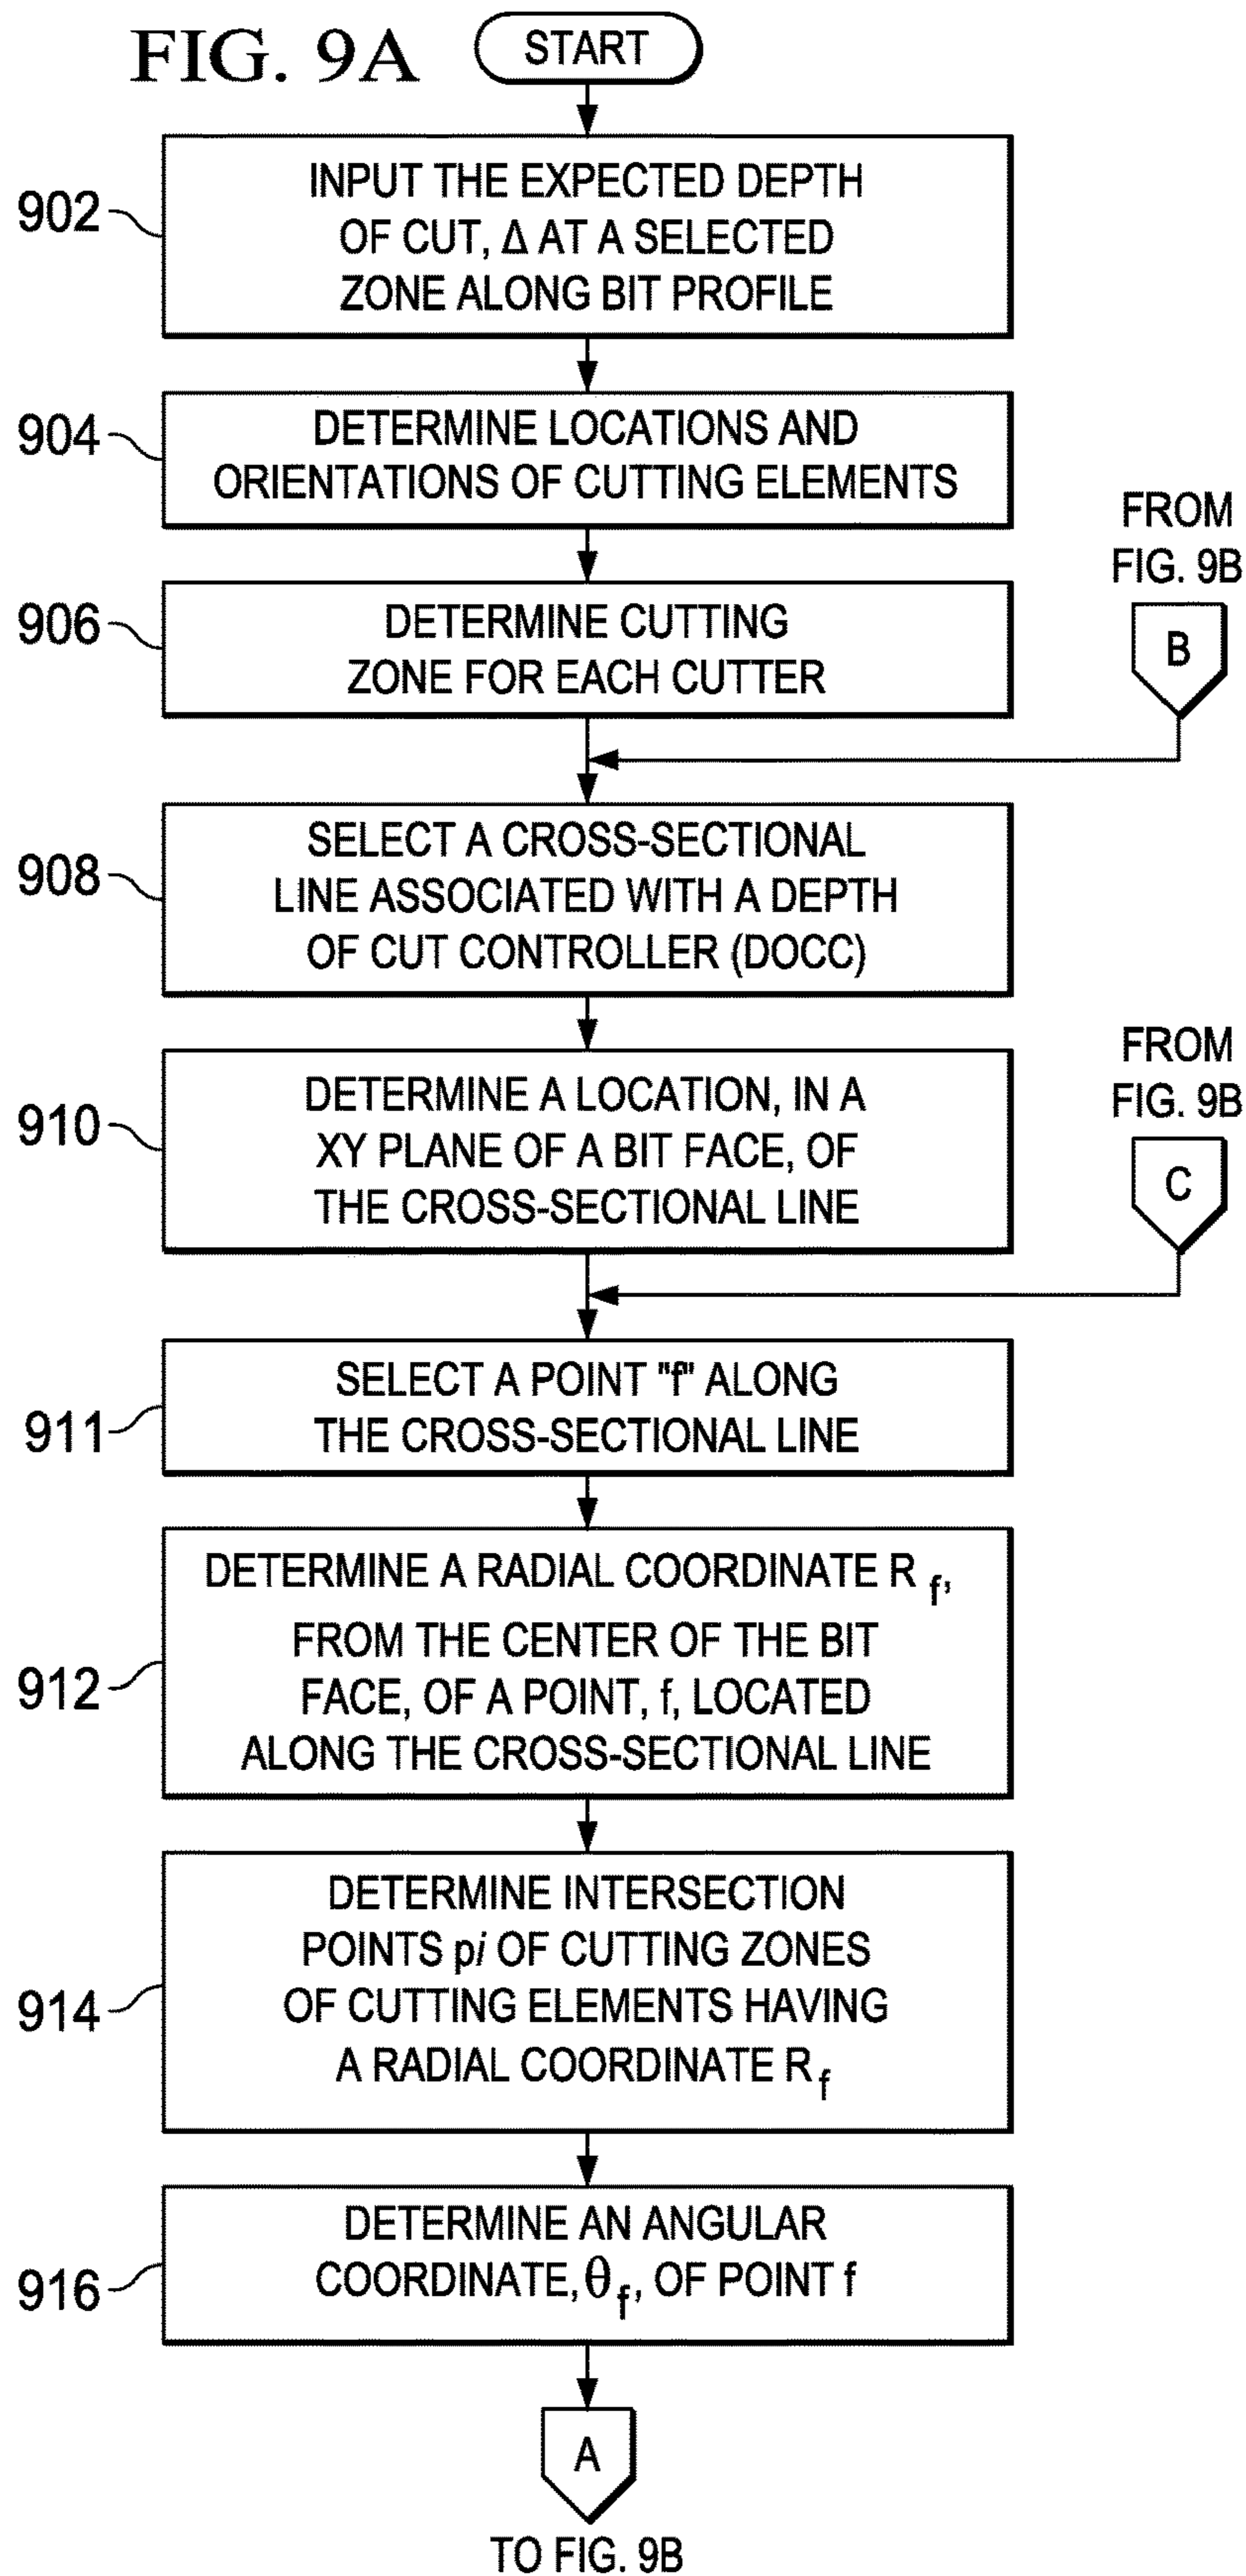 FIG. 9A
START
902
INPUT THE EXPECTED DEPTH
OF CUT, Δ AT A SELECTED
ZONE ALONG BIT PROFILE
904
DETERMINE LOCATIONS AND
ORIENTATIONS OF CUTTING ELEMENTS
FROM
FIG. 9B
B
906
DETERMINE CUTTING
ZONE FOR EACH CUTTER
908
SELECT A CROSS-SECTIONAL
LINE ASSOCIATED WITH A DEPTH
OF CUT CONTROLLER (DOCC)
FROM
FIG. 9B
C
910
DETERMINE A LOCATION, IN A
XY PLANE OF A BIT FACE, OF
THE CROSS-SECTIONAL LINE
911
SELECT A POINT "f" ALONG
THE CROSS-SECTIONAL LINE
912
DETERMINE A RADIAL COORDINATE R f,
FROM THE CENTER OF THE BIT
FACE, OF A POINT, f, LOCATED
ALONG THE CROSS-SECTIONAL LINE
914
DETERMINE INTERSECTION
POINTS pi OF CUTTING ZONES
OF CUTTING ELEMENTS HAVING
A RADIAL COORDINATE R f
916
DETERMINE AN ANGULAR
COORDINATE, θ f, OF POINT f
A
TO FIG. 9B